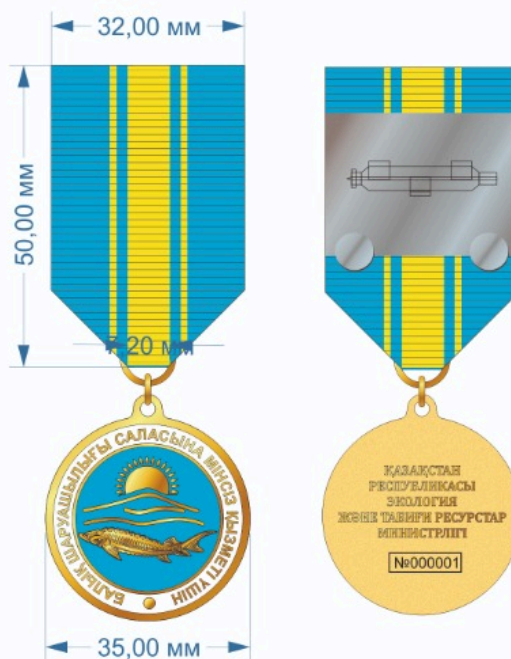 32,00 мм
50,00 мм
7,20 мм
БАЛЫҚ ШАРУАШЫЛЫҒЫ САЛАСЫНА МІНСІЗ ҚЫЗМЕТІ ҮШІН
35,00 мм
ҚАЗАҚСТАН
РЕСПУБЛИКАСЫ
ЭКОЛОГИЯ
ЖӘНЕ ТАБИҒИ РЕСУРСТАР
МИНИСТРЛІГІ
№000001